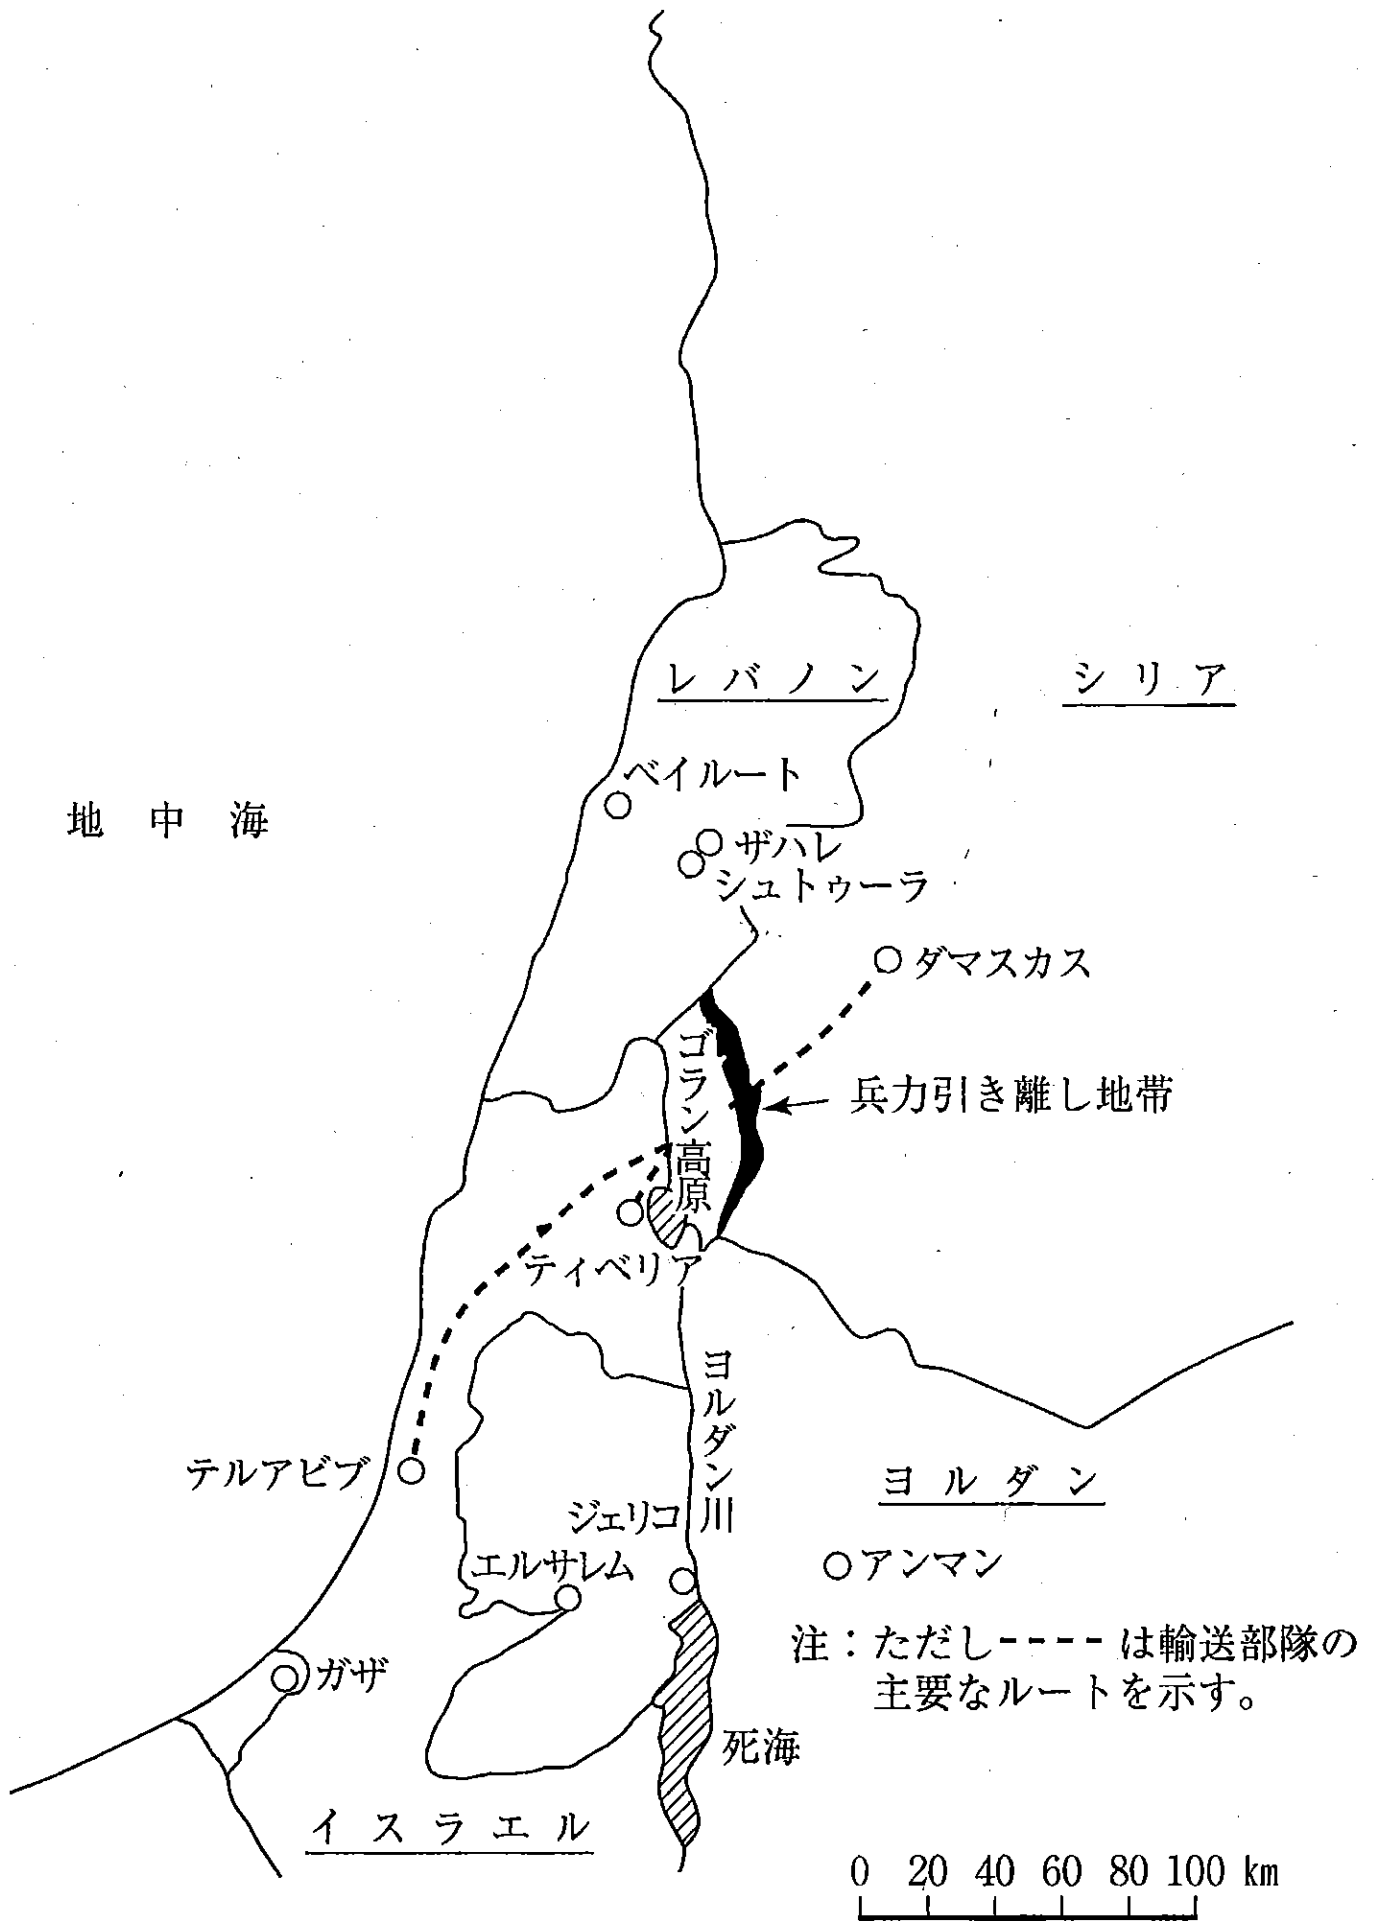 レバノン
シリア
ベイルート
地中海
ザハレ
シュトゥーラ
ダマスカス
ゴラン高原
兵力引き離し地帯
ティベリア
ヨルダン川
テルアビブ
ヨルダン
ジェリコ
エルサレム
アンマン
注：ただし---- は輸送部隊の
主要なルートを示す。
ガザ
死海
イスラエル
0 20 40 60 80 100 km